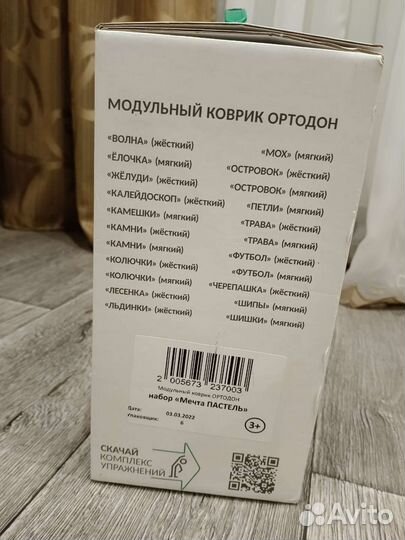 МОДУЛЬНЫЙ КОВРИК ОРТОДОН
«ВОЛНА» (жёсткий)
«ЁЛОЧКА» (мягкий)
«ЖЁЛУДИ» (жёсткий)
«КАЛЕЙДОСКОП» (жёсткий)
«КАМЕШКИ» (мягкий)
«КАМНИ» (жёсткий)
«КАМНИ» (мягкий)
«КОЛЮЧКИ» (жёсткий)
«КОЛЮЧКИ» (мягкий)
«ЛЕСЕНКА» (жёсткий)
«ЛЬДИНКИ» (жёсткий)
«МОХ» (мягкий)
«ОСТРОВОК» (жёсткий)
«ОСТРОВОК» (мягкий)
«ПЕТЛИ» (мягкий)
«ТРАВА» (жёсткий)
«ТРАВА» (мягкий)
«ФУТБОЛ» (жёсткий)
«ФУТБОЛ» (мягкий)
«ЧЕРЕПАШКА» (жёсткий)
«ШИПЫ» (мягкий)
«ШИШКИ» (мягкий)
2 005673 237003
Модульный коврик ОРТОДОН
набор «Мечта ПАСТЕЛЬ»
Дата: 03.03.2022
Упаковщик: 6
3+
СКАЧАЙ
КОМПЛЕКС
УПРАЖНЕНИЙ
Avito